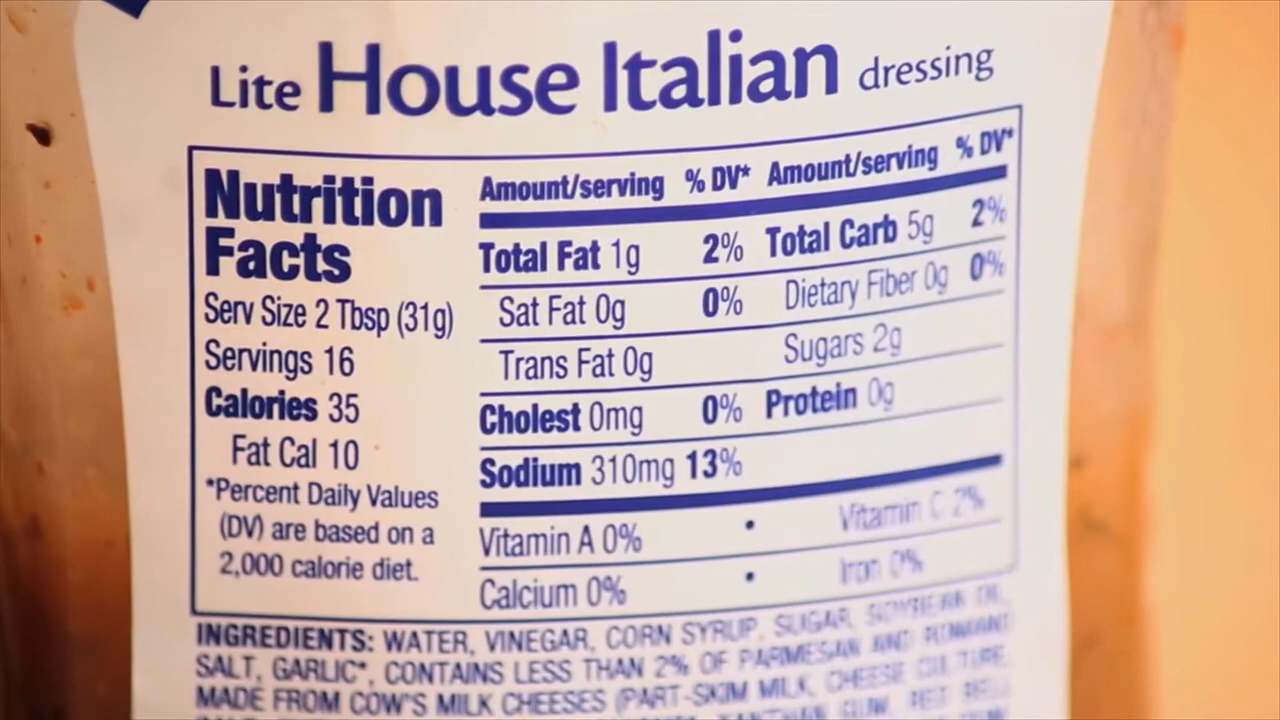 Lite House Italian dressing
Nutrition
Facts
Serv Size 2 Tbsp (31g)
Servings 16
Calories 35
Fat Cal 10
*Percent Daily Values
(DV) are based on a
2,000 calorie diet.
Amount/serving % DV* Amount/serving % DV*
Total Fat 1g 2% Total Carb 5g 2%
Sat Fat 0g 0% Dietary Fiber 0g 0%
Trans Fat 0g Sugars 2g
Cholest 0mg 0% Protein 0g
Sodium 310mg 13%
Vitamin A 0% • Vitamin C 2%
Calcium 0% • Iron 0%
INGREDIENTS: WATER, VINEGAR, CORN SYRUP, SUGAR, SOYBEAN OIL,
SALT, GARLIC*, CONTAINS LESS THAN 2% OF PARMESAN AND ROMANO
MADE FROM COW'S MILK CHEESES (PART-SKIM MILK, CHEESE CULTURE,
XANTHAN GUM, RED BELL